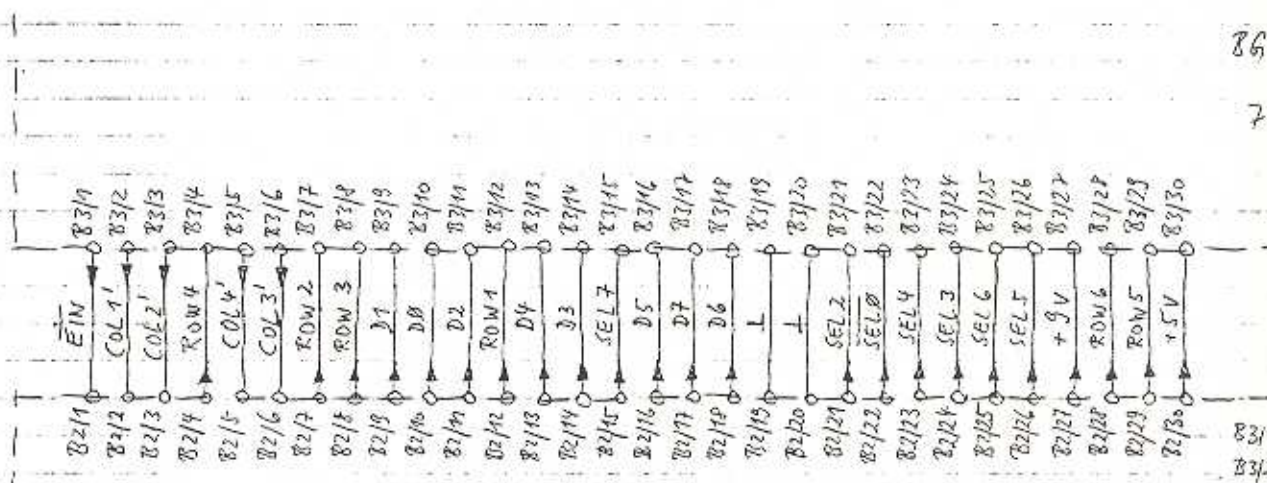 BG
7
B3/1 B3/2 B3/3 B3/4 B3/5 B3/6 B3/7 B3/8 B3/9 B3/10 B3/11 B3/12 B3/13 B3/14 B3/15 B3/16 B3/17 B3/18 B3/19 B3/20 B3/21 B3/22 B3/23 B3/24 B3/25 B3/26 B3/27 B3/28 B3/29 B3/30
EIN COL1' COL2' ROW4 COL4' COL3' ROW2 ROW3 D1 DØ D2 ROW1 D4 D3 SEL7 D5 D7 D6 ⊥ ⊥ SEL2 SELØ SEL4 SEL3 SEL6 SEL5 +9V ROW6 ROW5 +5V
B2/1 B2/2 B2/3 B2/4 B2/5 B2/6 B2/7 B2/8 B2/9 B2/10 B2/11 B2/12 B2/13 B2/14 B2/15 B2/16 B2/17 B2/18 B2/19 B2/20 B2/21 B2/22 B2/23 B2/24 B2/25 B2/26 B2/27 B2/28 B2/29 B2/30
B3/
B3/